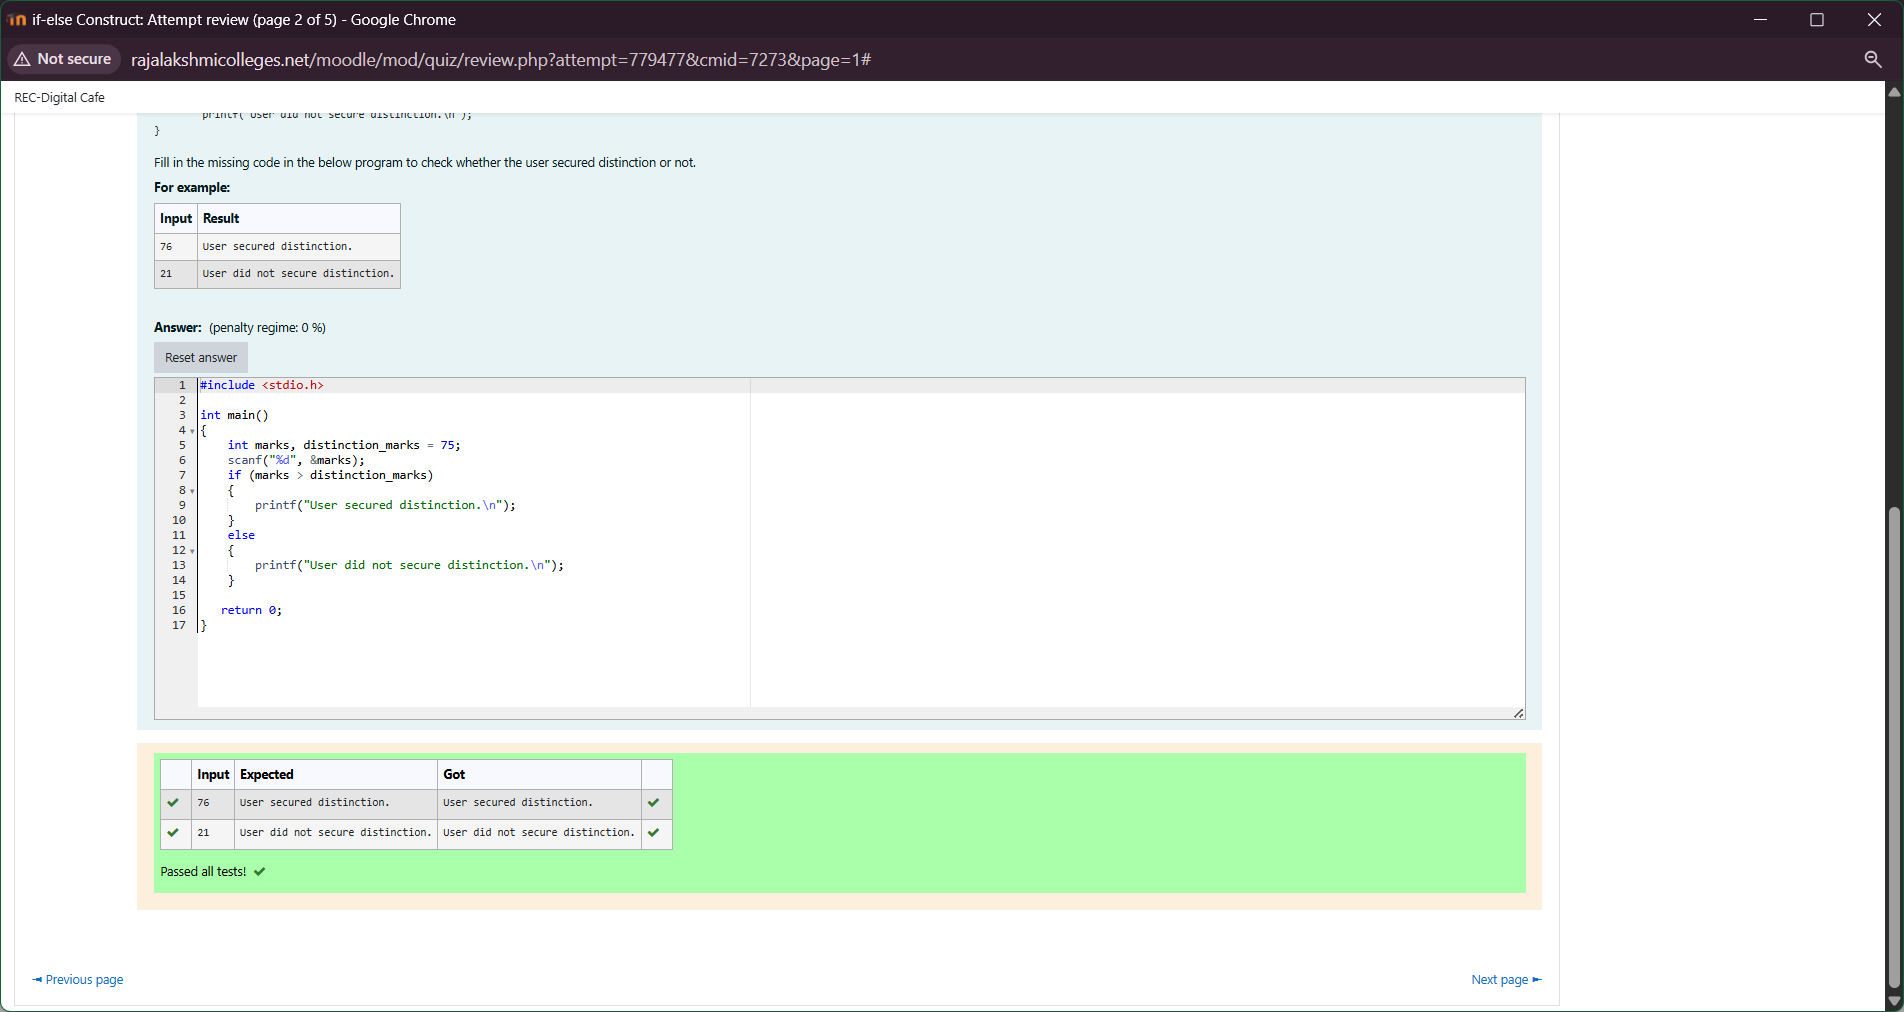 if-else Construct: Attempt review (page 2 of 5) - Google Chrome
Not secure rajalakshmicolleges.net/moodle/mod/quiz/review.php?attempt=779477&cmid=7273&page=1#
REC-Digital Cafe
printf("User did not secure distinction.\n");
}
Fill in the missing code in the below program to check whether the user secured distinction or not.
For example:
Input Result
76 User secured distinction.
21 User did not secure distinction.
Answer: (penalty regime: 0 %)
Reset answer
1 #include <stdio.h>
2
3 int main()
4 {
5 int marks, distinction_marks = 75;
6 scanf("%d", &marks);
7 if (marks > distinction_marks)
8 {
9 printf("User secured distinction.\n");
10 }
11 else
12 {
13 printf("User did not secure distinction.\n");
14 }
15
16 return 0;
17 }
Input Expected Got
76 User secured distinction. User secured distinction.
21 User did not secure distinction. User did not secure distinction.
Passed all tests!
Previous page
Next page